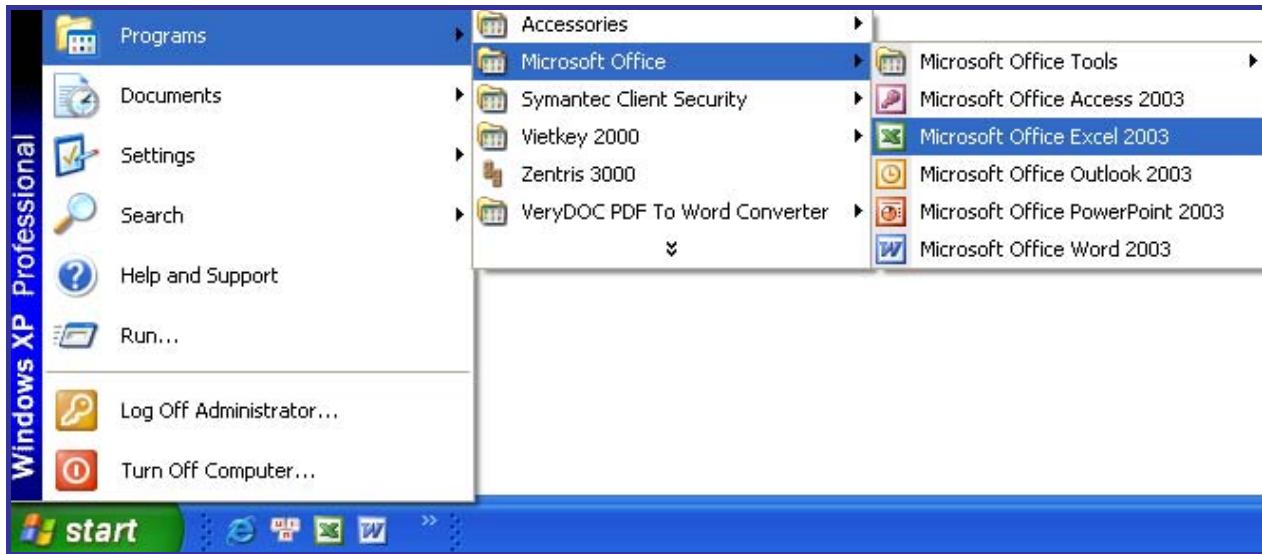 Windows XP Professional
Programs
Documents
Settings
Search
Help and Support
Run...
Log Off Administrator...
Turn Off Computer...
Accessories
Microsoft Office
Symantec Client Security
Vietkey 2000
Zentris 3000
VeryDOC PDF To Word Converter
Microsoft Office Tools
Microsoft Office Access 2003
Microsoft Office Excel 2003
Microsoft Office Outlook 2003
Microsoft Office PowerPoint 2003
Microsoft Office Word 2003
start